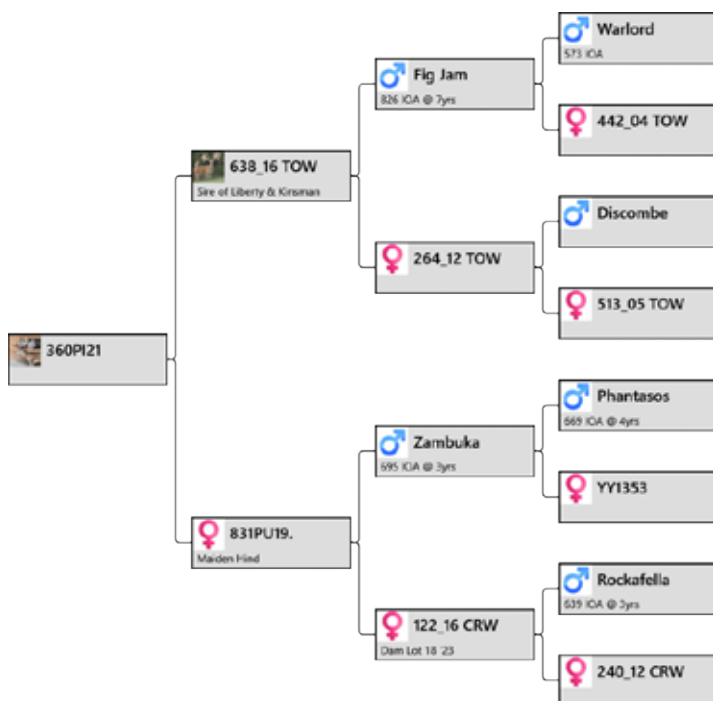 Warlord
573 IOA
Fig Jam
826 IOA @ 7yrs
442_04 TOW
638_16 TOW
Sire of Liberty & Kinsman
Discombe
264_12 TOW
513_05 TOW
360PI21
Phantasos
669 IOA @ 4yrs
Zambuka
695 IOA @ 3yrs
YY1353
831PU19.
Maiden Hind
Rockafella
639 IOA @ 3yrs
122_16 CRW
Dam Lot 18 '23
240_12 CRW